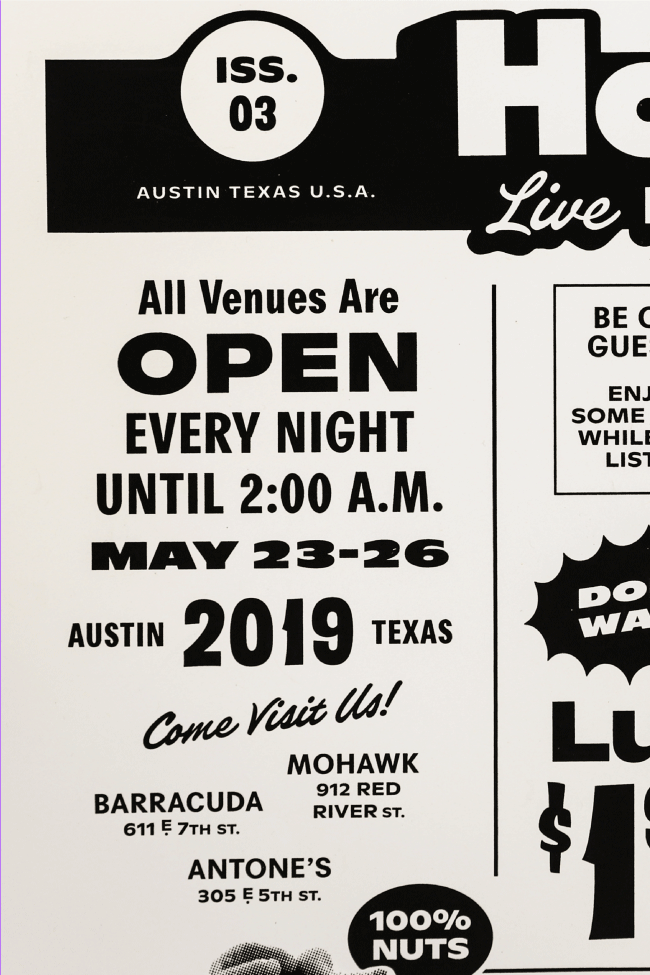 ISS.
03
AUSTIN TEXAS U.S.A.
Live
All Venues Are
OPEN
EVERY NIGHT
UNTIL 2:00 A.M.
MAY 23-26
AUSTIN 2019 TEXAS
Come Visit Us!
MOHAWK
912 RED
RIVER ST.
BARRACUDA
611 E 7TH ST.
ANTONE'S
305 E 5TH ST.
BE
SOME
100%
NUTS